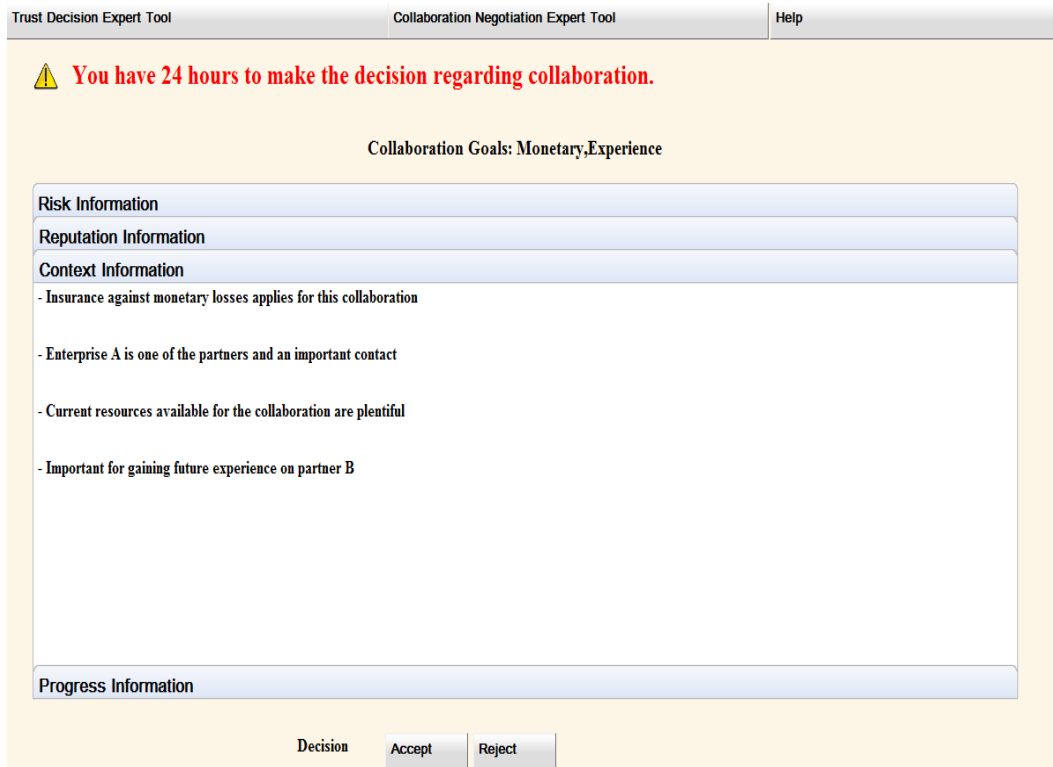 Trust Decision Expert Tool Collaboration Negotiation Expert Tool Help
You have 24 hours to make the decision regarding collaboration.
Collaboration Goals: Monetary,Experience
Risk Information
Reputation Information
Context Information
- Insurance against monetary losses applies for this collaboration
- Enterprise A is one of the partners and an important contact
- Current resources available for the collaboration are plentiful
- Important for gaining future experience on partner B
Progress Information
Decision Accept Reject